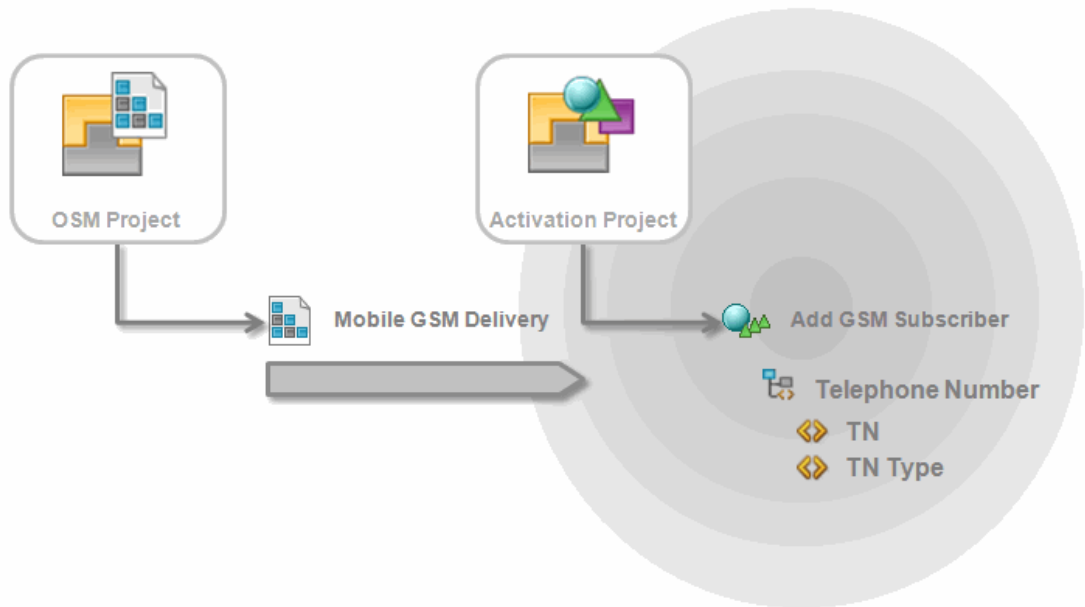 OSM Project
Activation Project
Mobile GSM Delivery
Add GSM Subscriber
Telephone Number
TN
TN Type